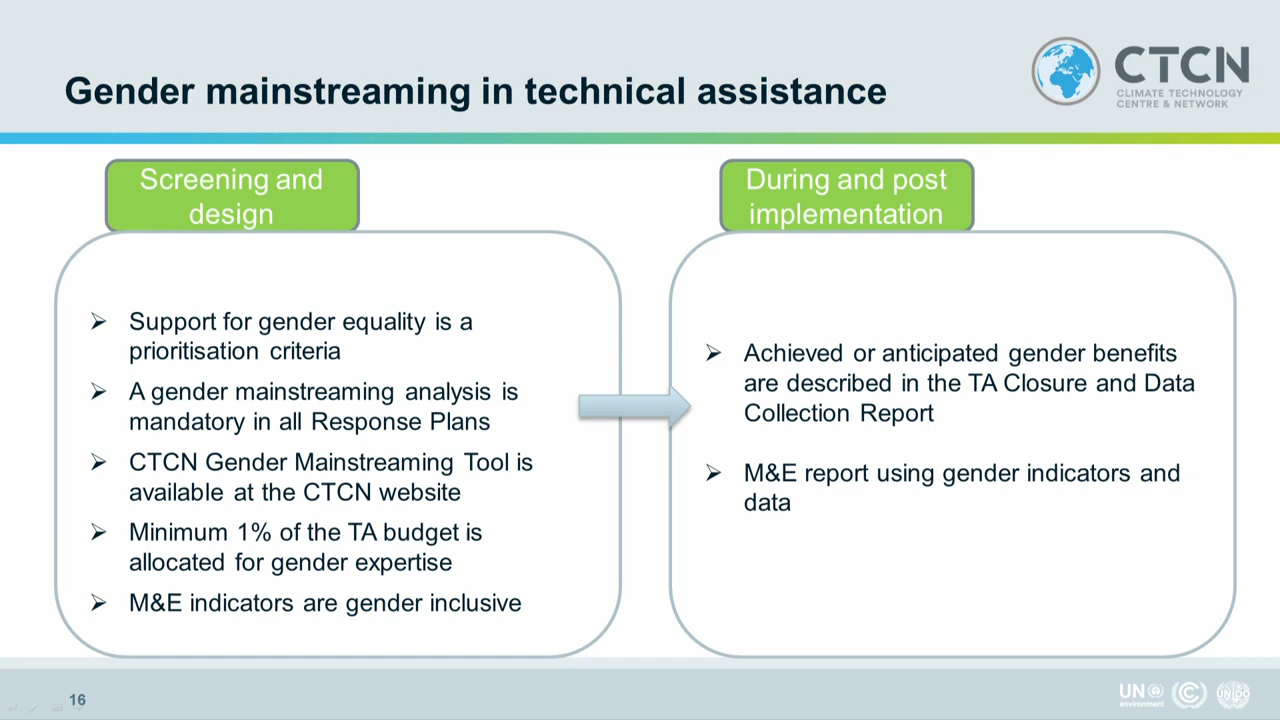 Gender mainstreaming in technical assistance
CTCN
CLIMATE TECHNOLOGY
CENTRE & NETWORK
Screening and
design
➢ Support for gender equality is a
prioritisation criteria
➢ A gender mainstreaming analysis is
mandatory in all Response Plans
➢ CTCN Gender Mainstreaming Tool is
available at the CTCN website
➢ Minimum 1% of the TA budget is
allocated for gender expertise
➢ M&E indicators are gender inclusive
During and post
implementation
➢ Achieved or anticipated gender benefits
are described in the TA Closure and Data
Collection Report
➢ M&E report using gender indicators and
data
16
UN
environment
UNIDO